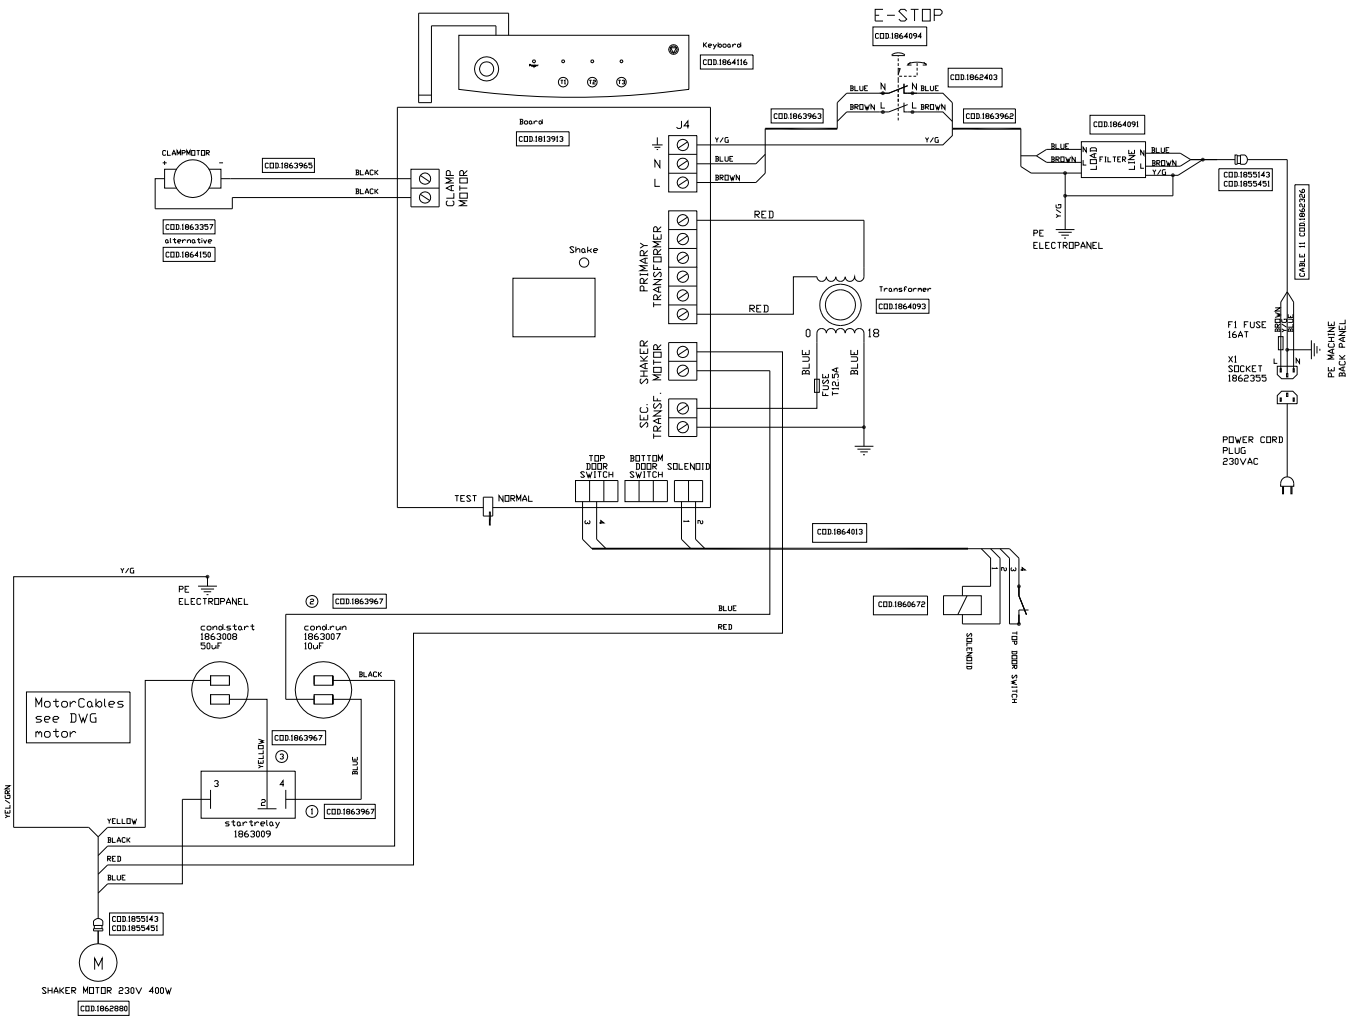 E-STOP
COD.1864094
Keyboard
COD.1864116
T1
T2
T3
COD.1862403
BLUE N N BLUE
BROWN L L BROWN
COD.1863963
COD.1863962
COD.1864091
Board
COD.1813913
J4
Y/G
Y/G
N
BLUE
L
BROWN
BLUE N
BROWN L
LOAD
FILTER
LINE
N BLUE
L BROWN
Y/G
COD.1855143
COD.1855451
Y/G
PE
ELECTROPANEL
CABLE 11 COD.1862326
CLAMPMOTOR
+
-
COD.1863965
BLACK
BLACK
CLAMP
MOTOR
COD.1863357
alternative
COD.1864150
Shake
PRIMARY
TRANSFORMER
RED
RED
Transformer
COD.1864093
0
18
BLUE
FUSE
T12.5A
BLUE
SHAKER
MOTOR
SEC.
TRANSF.
BROWN
Y/G
BLUE
F1 FUSE
16AT
X1
SOCKET
1862355
L
N
PE MACHINE
BACK PANEL
POWER CORD
PLUG
230VAC
TOP
DOOR
SWITCH
BOTTOM
DOOR
SWITCH
SOLENOID
TEST
NORMAL
3
4
1
2
COD.1864013
1
2
3
4
COD.1860672
SOLENOID
TOP DOOR SWITCH
Y/G
PE
ELECTROPANEL
2
COD.1863967
BLUE
RED
cond.start
1863008
50uF
cond.run
1863007
10uF
BLACK
MotorCables
see DWG
motor
COD.1863967
3
YELLOW
BLUE
3
4
2
1
COD.1863967
startrelay
1863009
YEL/GRN
YELLOW
BLACK
RED
BLUE
COD.1855143
COD.1855451
M
SHAKER MOTOR 230V 400W
COD.1862880